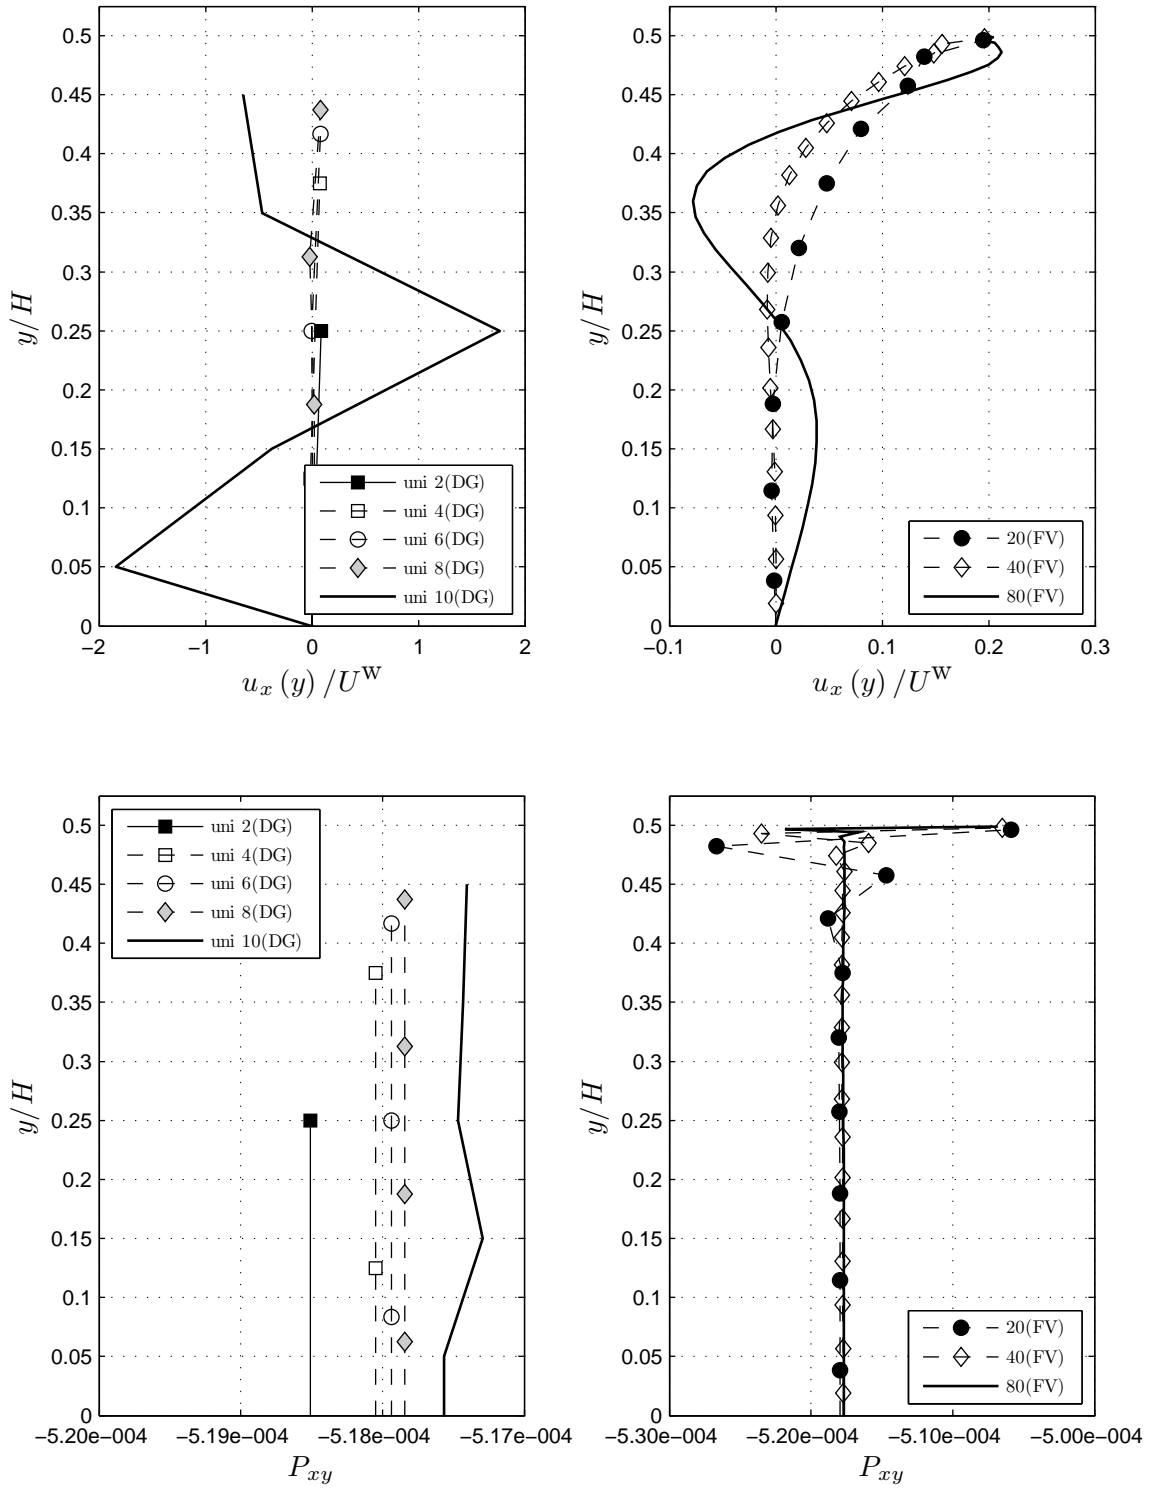 0.5
0.45
0.4
0.35
0.3
0.25
0.2
0.15
0.1
0.05
0
y/H
−2 −1 0 1 2
u_x (y) /U^W
uni 2(DG)
uni 4(DG)
uni 6(DG)
uni 8(DG)
uni 10(DG)
0.5
0.45
0.4
0.35
0.3
0.25
0.2
0.15
0.1
0.05
0
y/H
−0.1 0 0.1 0.2 0.3
u_x (y) /U^W
20(FV)
40(FV)
80(FV)
0.5
0.45
0.4
0.35
0.3
0.25
0.2
0.15
0.1
0.05
0
y/H
−5.20e−004 −5.19e−004 −5.18e−004 −5.17e−004
P_xy
uni 2(DG)
uni 4(DG)
uni 6(DG)
uni 8(DG)
uni 10(DG)
0.5
0.45
0.4
0.35
0.3
0.25
0.2
0.15
0.1
0.05
0
y/H
−5.30e−004 −5.20e−004 −5.10e−004 −5.00e−004
P_xy
20(FV)
40(FV)
80(FV)